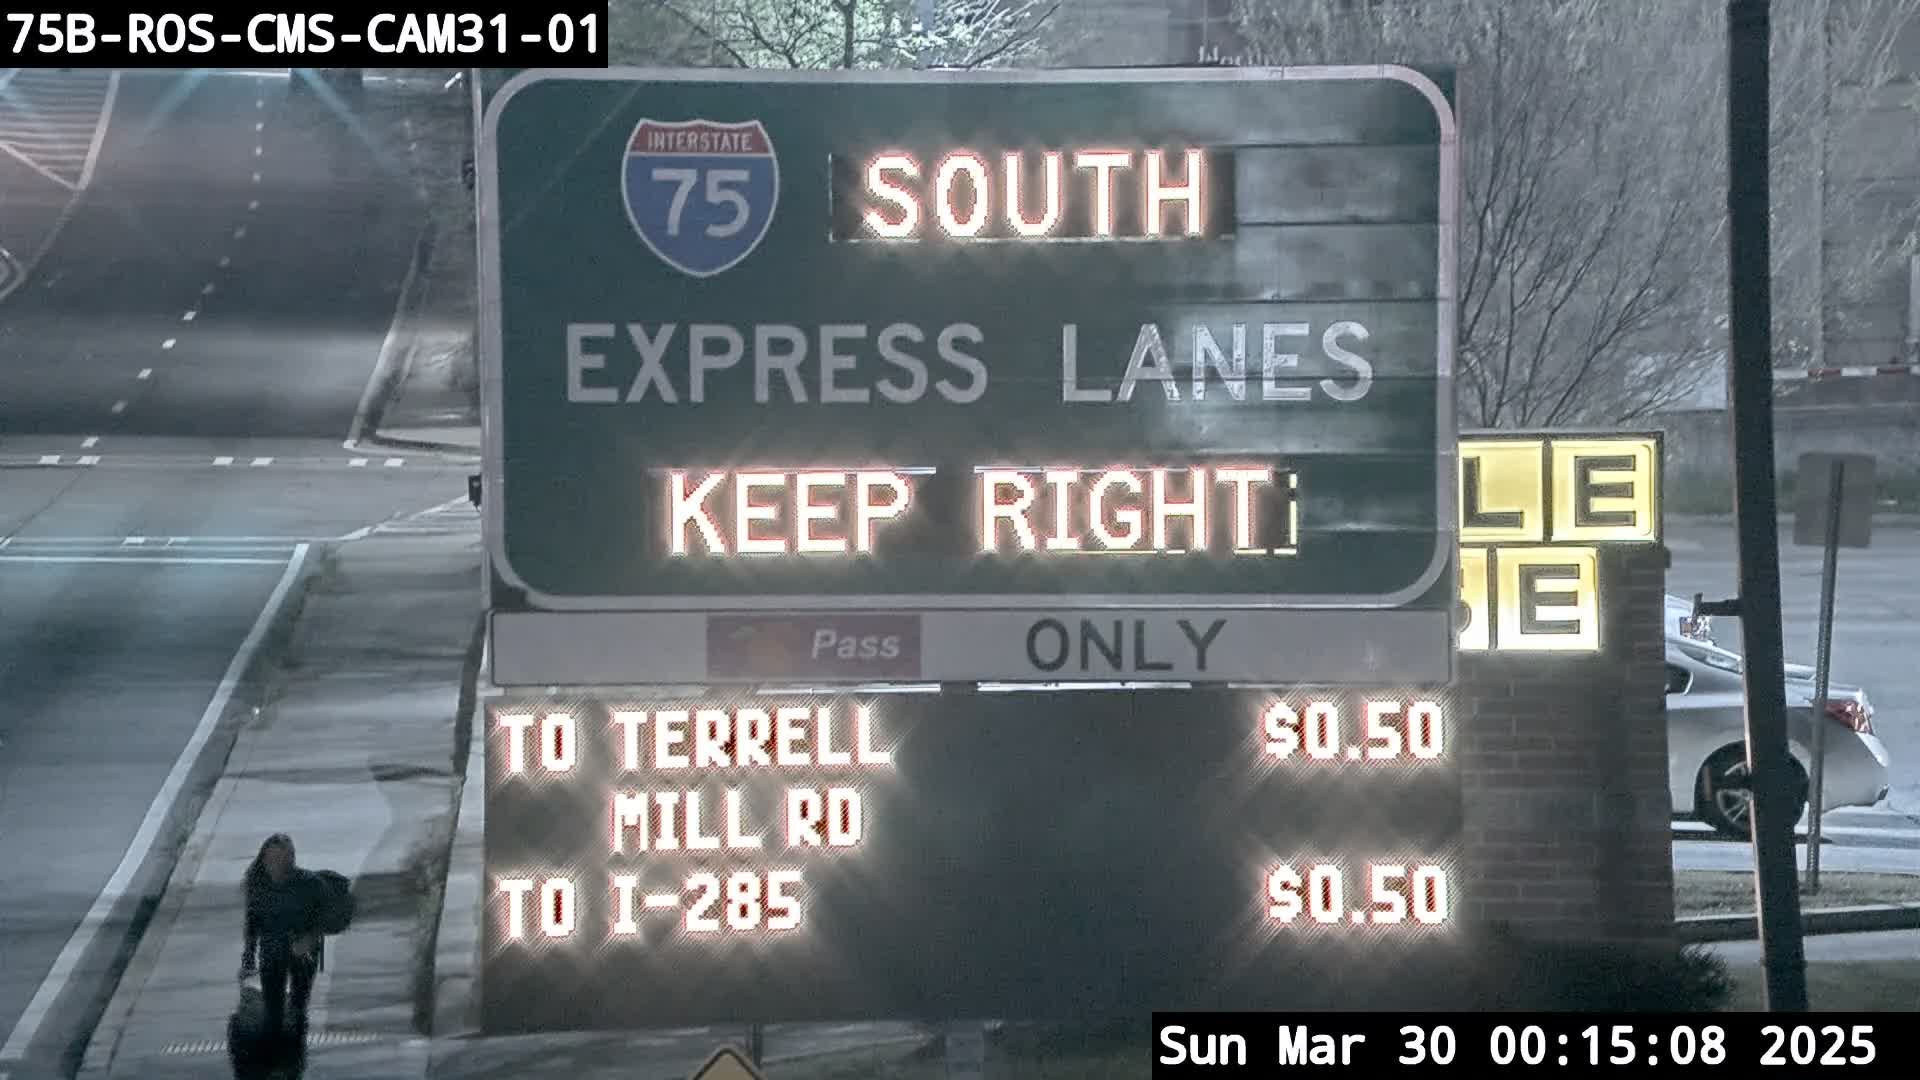 75B-ROS-CMS-CAM31-01
INTERSTATE
75
SOUTH
EXPRESS LANES
KEEP RIGHT
Pass ONLY
TO TERRELL $0.50
MILL RD
TO I-285 $0.50
LE
E
Sun Mar 30 00:15:08 2025